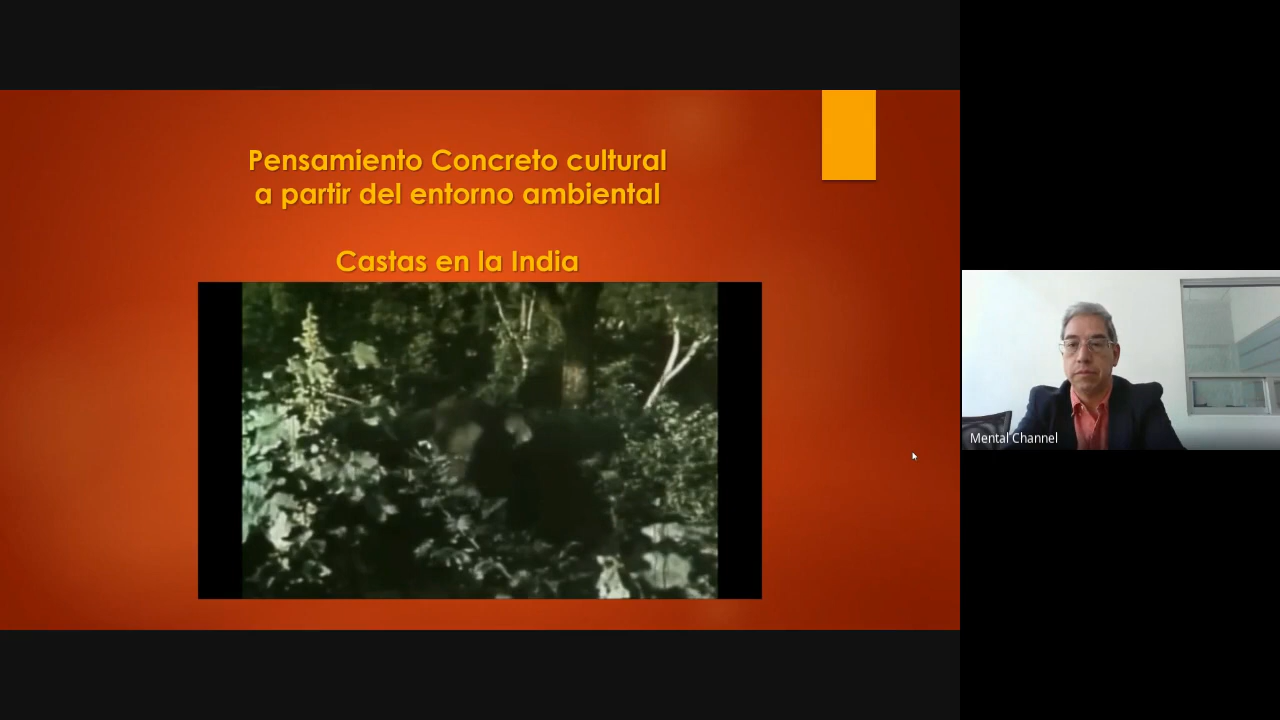 Pensamiento Concreto cultural
a partir del entorno ambiental
Castas en la India
Mental Channel